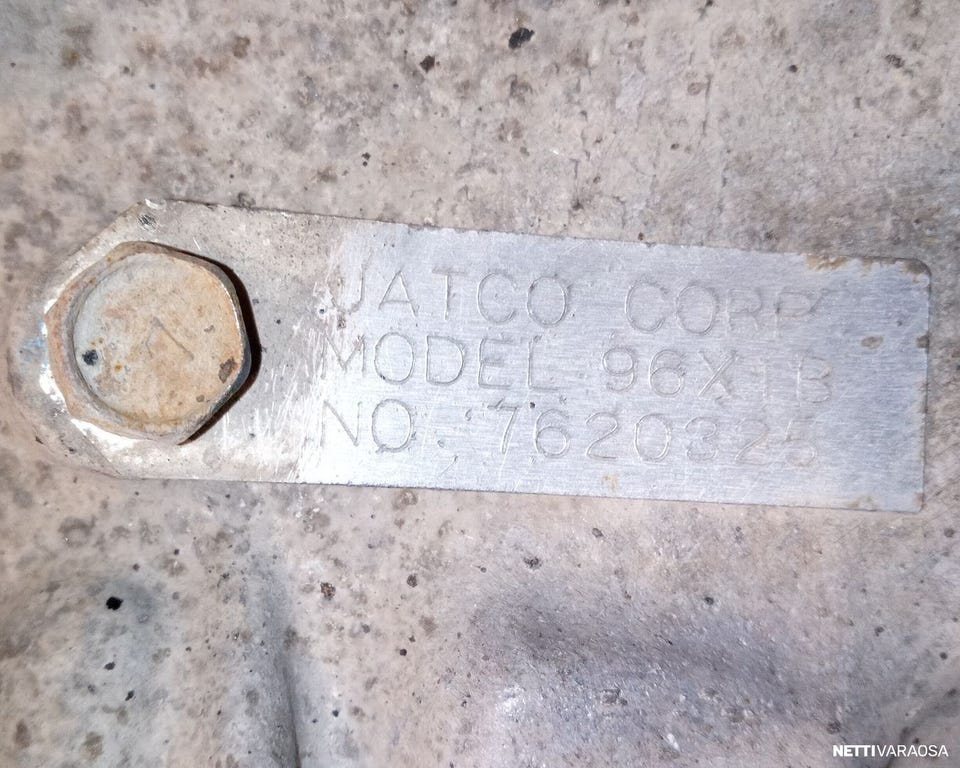 JATCO CORP
MODEL 96X1B
NO. 7620325
NETTIVARAOSA